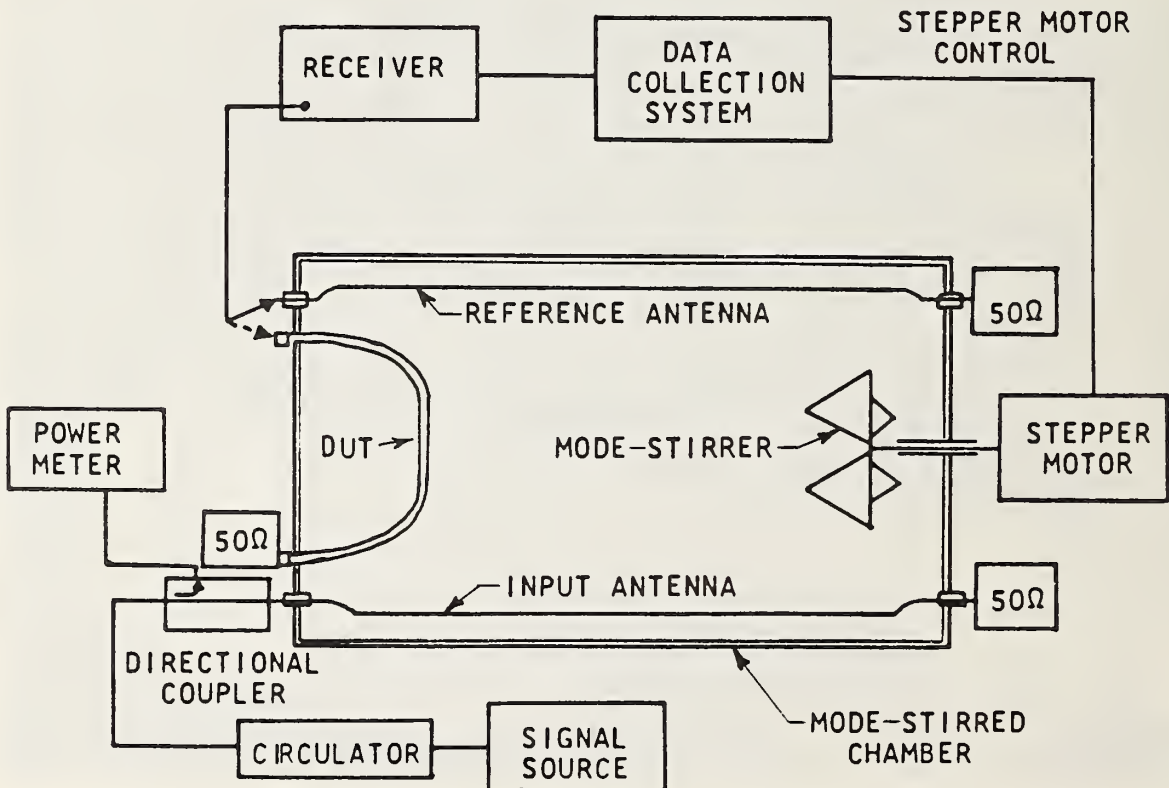 STEPPER MOTOR
CONTROL
RECEIVER
DATA
COLLECTION
SYSTEM
REFERENCE ANTENNA
50Ω
POWER
METER
DUT
MODE-STIRRER
STEPPER
MOTOR
50Ω
INPUT ANTENNA
50Ω
DIRECTIONAL
COUPLER
CIRCULATOR
SIGNAL
SOURCE
MODE-STIRRED
CHAMBER